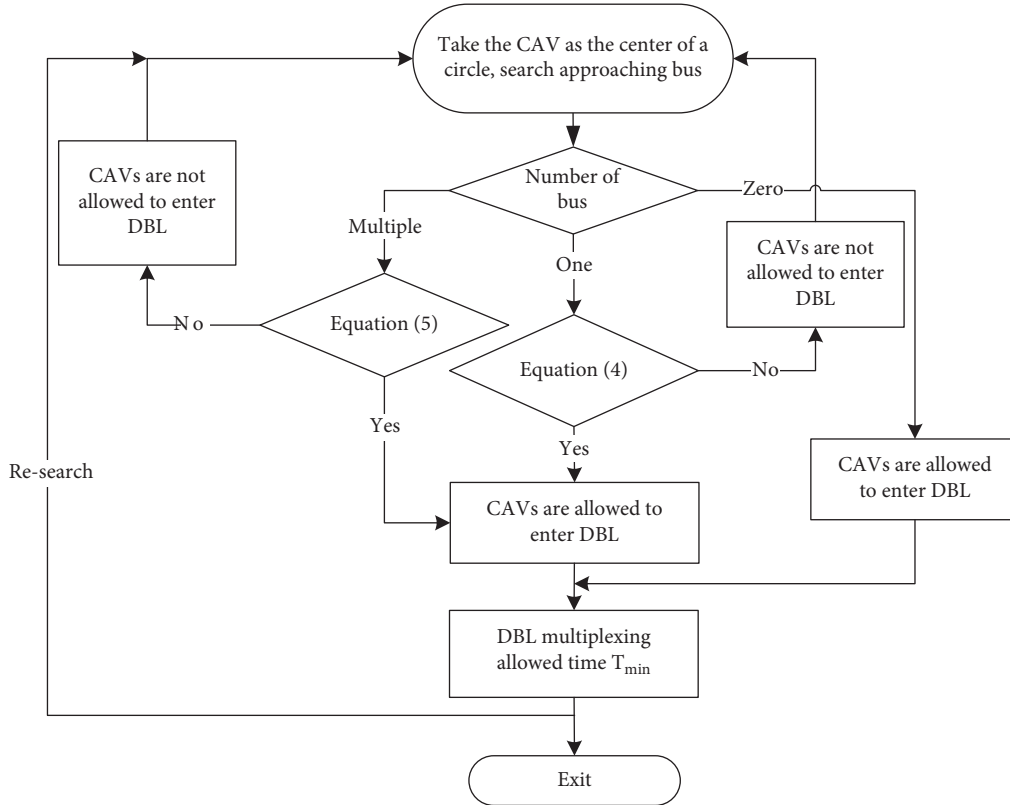 Take the CAV as the center of a
circle, search approaching bus
CAVs are not
allowed to enter
DBL
Number of
bus
Zero
Multiple
One
CAVs are not
allowed to enter
DBL
No
Equation (5)
Equation (4)
No
Yes
Yes
Re-search
CAVs are allowed
to enter DBL
CAVs are allowed to
enter DBL
DBL multiplexing
allowed time Tmin
Exit